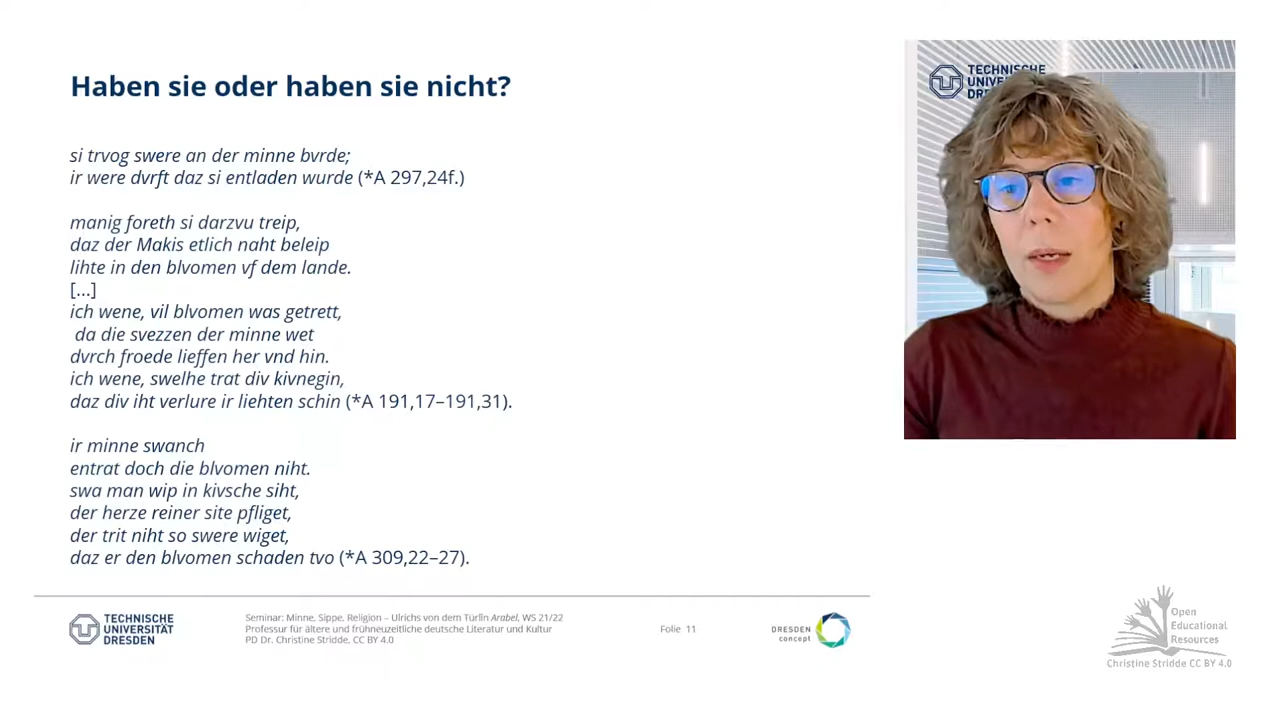 Haben sie oder haben sie nicht?
si trvog swere an der minne bvrde;
ir were dvrft daz si entladen wurde (*A 297,24f.)
manig foreth si darzvu treip,
daz der Makis etlich naht beleip
lihte in den blvomen vf dem lande.
[...]
ich wene, vil blvomen was getrett,
da die svezzen der minne wet
dvrch froede lieffen her vnd hin.
ich wene, swelhe trat div kivnegin,
daz div iht verlure ir liehten schin (*A 191,17–191,31).
ir minne swanch
entrat doch die blvomen niht.
swa man wip in kivsche siht,
der herze reiner site pfliget,
der trit niht so swere wiget,
daz er den blvomen schaden tvo (*A 309,22–27).
TECHNISCHE
UNIVERSITÄT
DRESDEN
Seminar: Minne, Sippe, Religion – Ulrichs von dem Türlin Arabel, WS 21/22
Professur für ältere und frühneuzeitliche deutsche Literatur und Kultur
PD Dr. Christine Stridde, CC BY 4.0
Folie 11
DRESDEN
concept
TECHNISCHE
Open
Educational
Resources
Christine Stridde CC BY 4.0